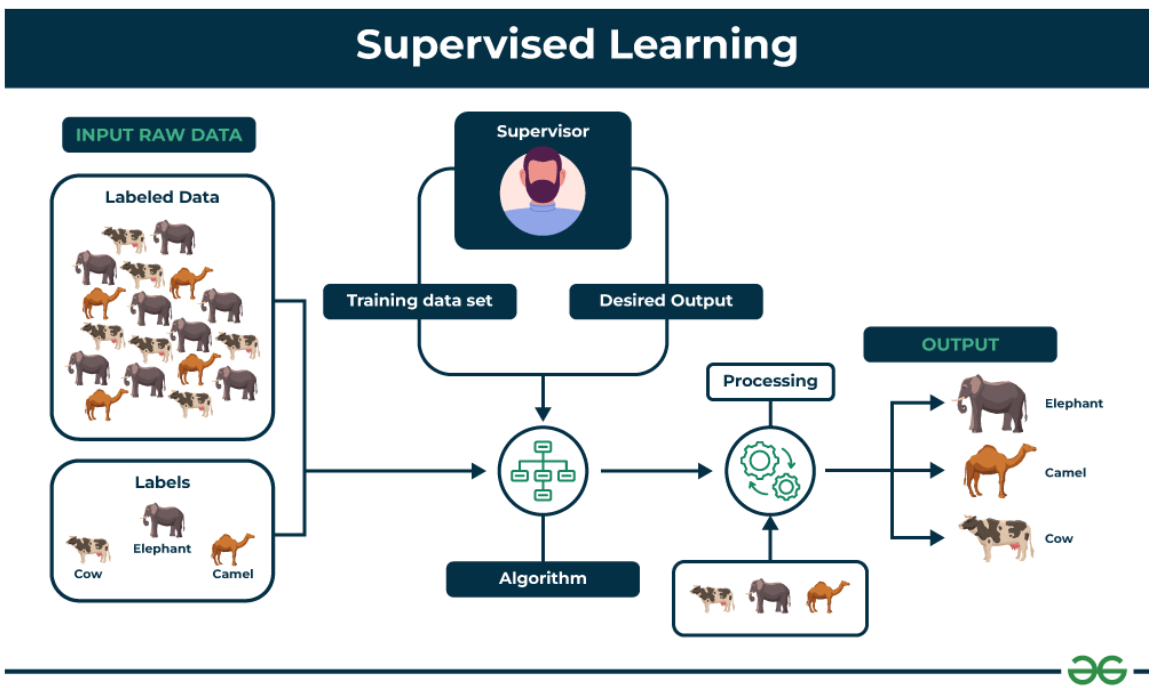 Supervised Learning
INPUT RAW DATA
Labeled Data
Labels
Elephant
Cow
Camel
Supervisor
Training data set
Desired Output
Algorithm
Processing
OUTPUT
Elephant
Camel
Cow